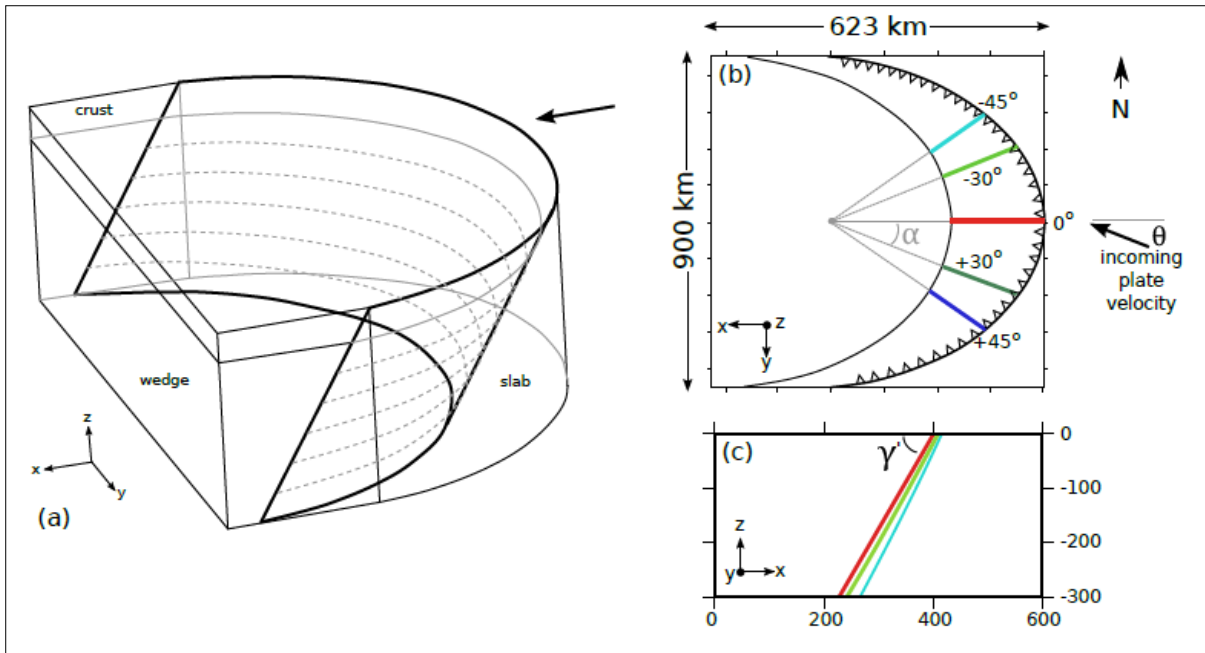 crust
wedge
slab
z
x
y
(a)
623 km
(b)
900 km
-45°
-30°
0°
α
+30°
+45°
x
z
y
N
θ
incoming
plate
velocity
(c)
γ'
z
y
x
0
-100
-200
-300
0
200
400
600